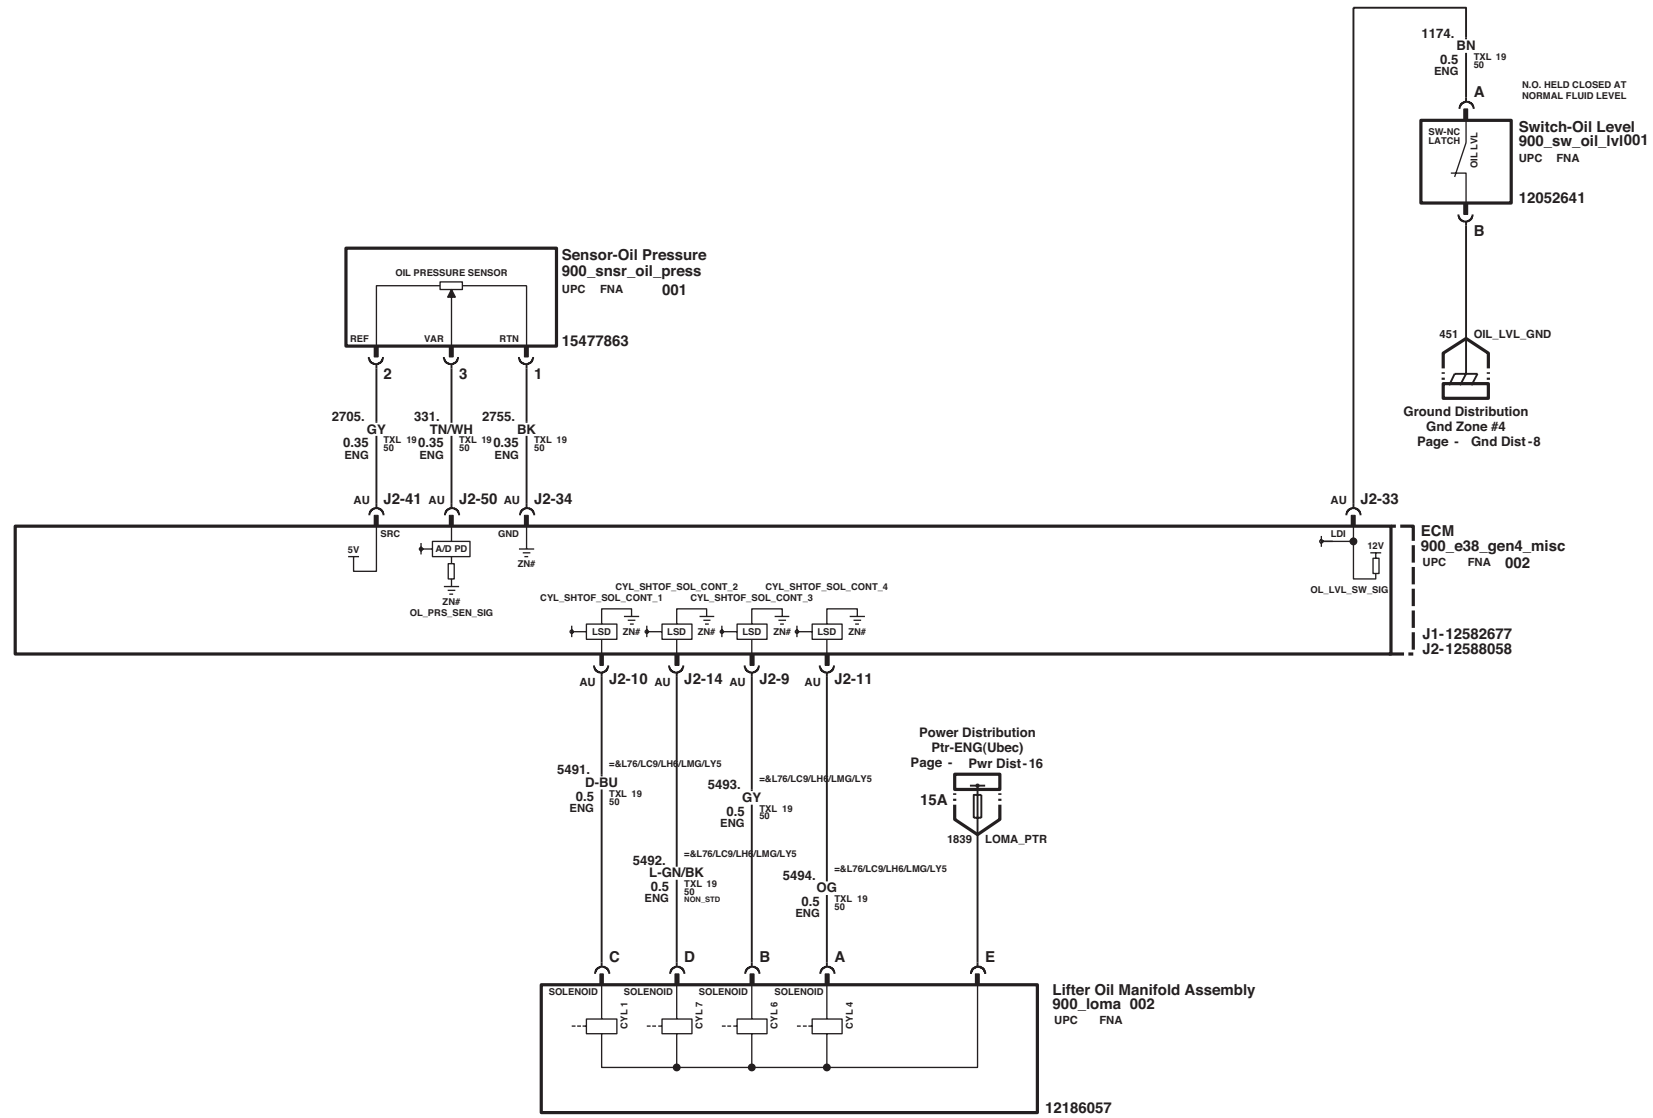 1174.
BN
0.5
TXL 19
50
ENG
N.O. HELD CLOSED AT
NORMAL FLUID LEVEL
A
SW-NC
LATCH
OIL LVL
Switch-Oil Level
900_sw_oil_lvl001
UPC FNA
12052641
B
451 OIL_LVL_GND
Ground Distribution
Gnd Zone #4
Page - Gnd Dist-8
Sensor-Oil Pressure
900_snsr_oil_press
UPC FNA 001
OIL PRESSURE SENSOR
REF VAR RTN
15477863
2 3 1
2705. 331. 2755.
GY TN/WH BK
0.35 TXL 19 0.35 TXL 19 0.35 TXL 19
50 50 50
ENG ENG ENG
AU J2-41 AU J2-50 AU J2-34
AU J2-33
SRC GND LDI
5V A/D PD 12V
ZN#
ZN#
OL_PRS_SEN_SIG
OL_LVL_SW_SIG
ECM
900_e38_gen4_misc
UPC FNA 002
CYL_SHTOF_SOL_CONT_2 CYL_SHTOF_SOL_CONT_4
CYL_SHTOF_SOL_CONT_1 CYL_SHTOF_SOL_CONT_3
LSD ZN# LSD ZN# LSD ZN# LSD ZN#
J1-12582677
J2-12588058
AU J2-10 AU J2-14 AU J2-9 AU J2-11
Power Distribution
Ptr-ENG(Ubec)
Page - Pwr Dist-16
15A
1839 LOMA_PTR
5491.
=&L76/LC9/LH6/LMG/LY5
D-BU
0.5
TXL 19
50
ENG
5493.
=&L76/LC9/LH6/LMG/LY5
GY
0.5
TXL 19
50
ENG
5492.
=&L76/LC9/LH6/LMG/LY5
L-GN/BK
0.5
TXL 19
50
ENG
NON_STD
5494.
=&L76/LC9/LH6/LMG/LY5
OG
0.5
TXL 19
50
ENG
C D B A E
SOLENOID SOLENOID SOLENOID SOLENOID
CYL 1 CYL 7 CYL 6 CYL 4
Lifter Oil Manifold Assembly
900_loma 002
UPC FNA
12186057